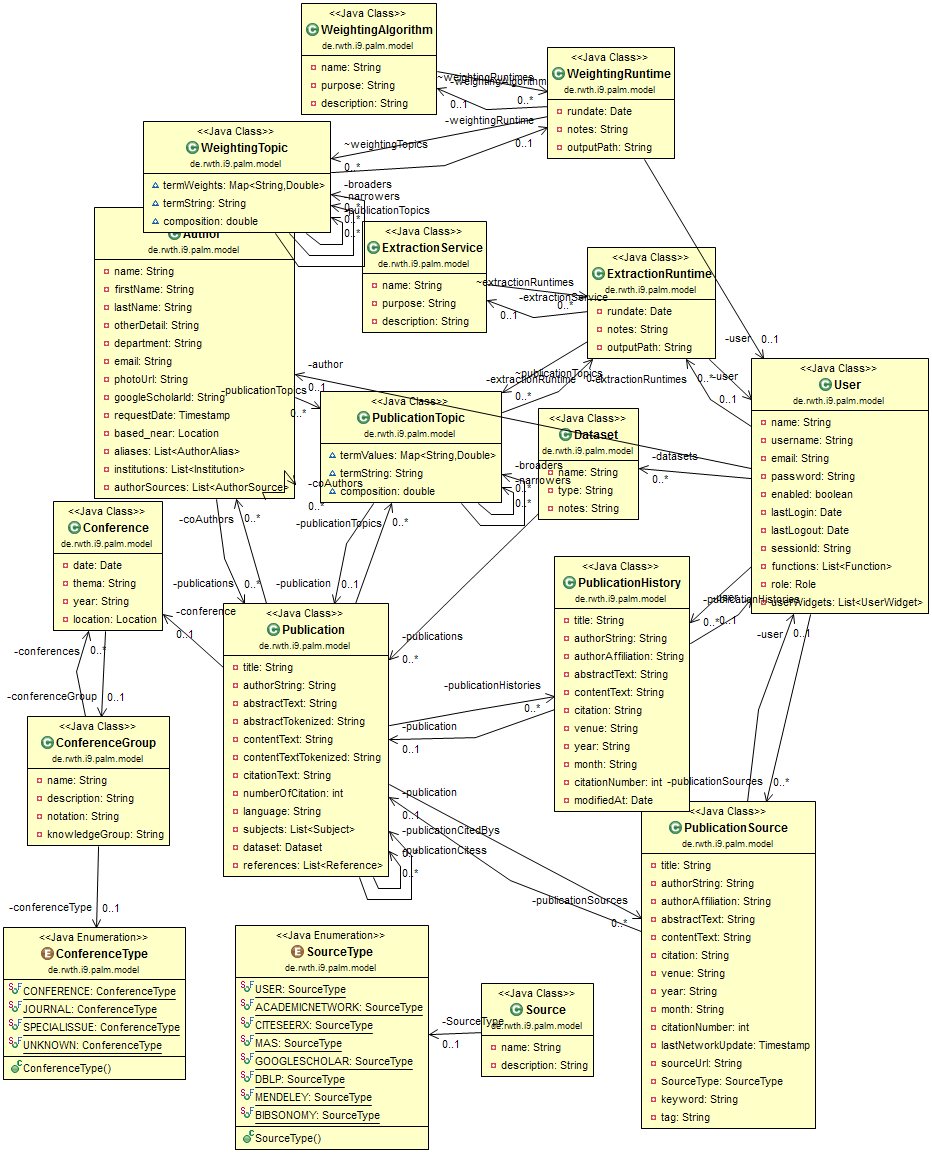 <<Java Class>>
WeightingAlgorithm
de.rwth.i9.palm.model
name: String
purpose: String
description: String
<<Java Class>>
WeightingRuntime
de.rwth.i9.palm.model
rundate: Date
notes: String
outputPath: String
~weightingRuntimes
0..*
-weightingAlgorithm
0..1
-weightingRuntime
0..1
~weightingTopics
0..*
<<Java Class>>
WeightingTopic
de.rwth.i9.palm.model
termWeights: Map<String,Double>
termString: String
composition: double
-broaders
0..*
-narrowers
0..*
-publicationTopics
0..*
Author
de.rwth.i9.palm.model
name: String
firstName: String
lastName: String
otherDetail: String
department: String
email: String
photoUrl: String
googleScholarId: String
requestDate: Timestamp
based_near: Location
aliases: List<AuthorAlias>
institutions: List<Institution>
authorSources: List<AuthorSource>
<<Java Class>>
ExtractionService
de.rwth.i9.palm.model
name: String
purpose: String
description: String
~extractionRuntimes
0..*
-extractionService
0..1
<<Java Class>>
ExtractionRuntime
de.rwth.i9.palm.model
rundate: Date
notes: String
outputPath: String
-user
0..1
-user
0..1
-extractionRuntimes
0..*
~publicationTopics
0..*
-extractionRuntime
-author
0..1
-publicationTopics
0..*
<<Java Class>>
PublicationTopic
de.rwth.i9.palm.model
termValues: Map<String,Double>
termString: String
composition: double
-broaders
0..*
-narrowers
0..*
<<Java Class>>
Dataset
de.rwth.i9.palm.model
name: String
type: String
notes: String
-datasets
0..*
<<Java Class>>
User
de.rwth.i9.palm.model
name: String
username: String
email: String
password: String
enabled: boolean
lastLogin: Date
lastLogout: Date
sessionId: String
functions: List<Function>
role: Role
userWidgets: List<UserWidget>
-coAuthors
0..*
-coAuthors
0..*
-publicationTopics
0..*
-publications
0..*
-publication
0..1
<<Java Class>>
Conference
de.rwth.i9.palm.model
date: Date
thema: String
year: String
location: Location
-conference
0..1
-conferences
0..*
-conferenceGroup
0..1
<<Java Class>>
Publication
de.rwth.i9.palm.model
title: String
authorString: String
abstractText: String
abstractTokenized: String
contentText: String
contentTextTokenized: String
citationText: String
numberOfCitation: int
language: String
subjects: List<Subject>
dataset: Dataset
references: List<Reference>
-publications
0..*
-publicationHistories
0..*
-publication
0..1
-publication
0..1
-publicationCitedBys
-publicationCitess
0..*
-publicationSources
0..*
<<Java Class>>
PublicationHistory
de.rwth.i9.palm.model
title: String
authorString: String
authorAffiliation: String
abstractText: String
contentText: String
citation: String
venue: String
year: String
month: String
citationNumber: int
modifiedAt: Date
-publicationHistories
0..*
-user
0..1
-user
0..1
-publicationSources
0..*
<<Java Class>>
ConferenceGroup
de.rwth.i9.palm.model
name: String
description: String
notation: String
knowledgeGroup: String
-conferenceType
0..1
<<Java Class>>
PublicationSource
de.rwth.i9.palm.model
title: String
authorString: String
authorAffiliation: String
abstractText: String
contentText: String
citation: String
venue: String
year: String
month: String
citationNumber: int
lastNetworkUpdate: Timestamp
sourceUrl: String
SourceType: SourceType
keyword: String
tag: String
<<Java Enumeration>>
ConferenceType
de.rwth.i9.palm.model
CONFERENCE: ConferenceType
JOURNAL: ConferenceType
SPECIALISSUE: ConferenceType
UNKNOWN: ConferenceType
ConferenceType()
<<Java Enumeration>>
SourceType
de.rwth.i9.palm.model
USER: SourceType
ACADEMICNETWORK: SourceType
CITESEERX: SourceType
MAS: SourceType
GOOGLESCHOLAR: SourceType
DBLP: SourceType
MENDELEY: SourceType
BIBSONOMY: SourceType
SourceType()
-SourceType
0..1
<<Java Class>>
Source
de.rwth.i9.palm.model
name: String
description: String